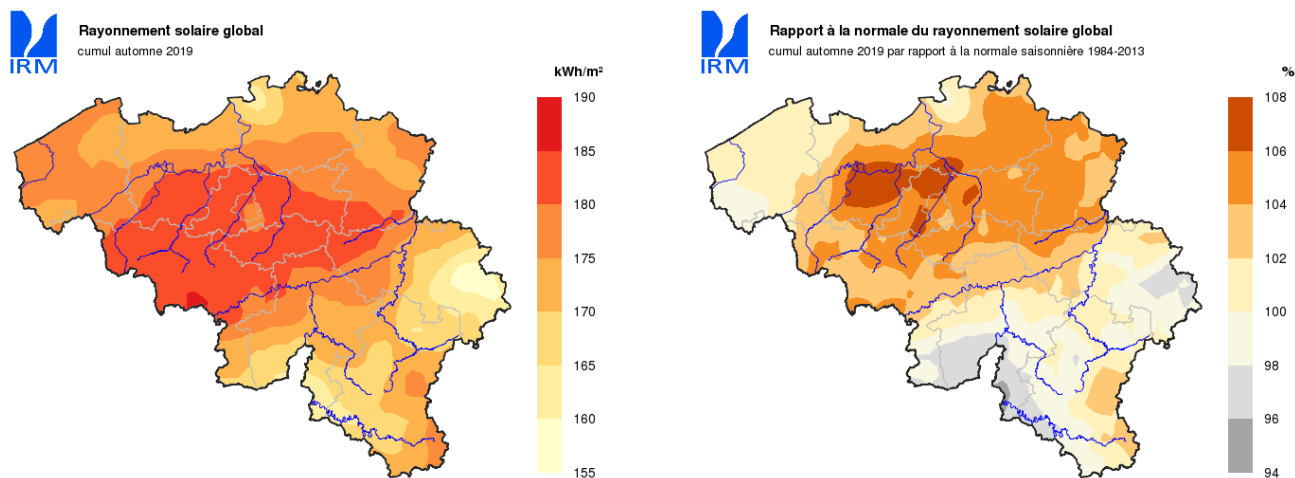 Rayonnement solaire global
cumul automne 2019
IRM
kWh/m²
190
185
180
175
170
165
160
155
Rapport à la normale du rayonnement solaire global
cumul automne 2019 par rapport à la normale saisonnière 1984-2013
IRM
%
108
106
104
102
100
98
96
94